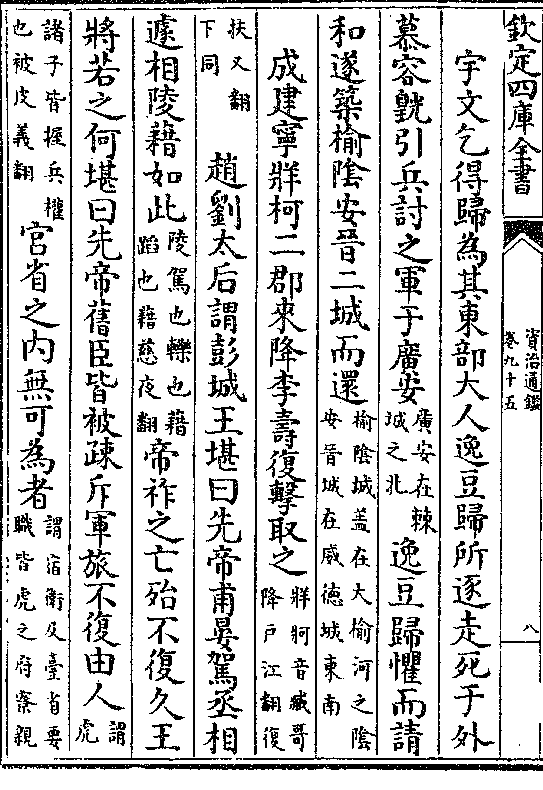 欽定四庫全書
資治通鑑
卷九十五
八
宇文乞得歸為其東部大人逸豆歸所逐走死于外
慕容皝引兵討之軍于廣安廣安在棘城之北逸豆歸懼而請
和遂築榆隂安晉二城而還榆隂城盖在大榆河之隂安晉城在威德城東南
成建寧牂柯二郡來降李壽復擊取之牂牁音臧哥降戶江翻復
扶又翻下同趙劉太后謂彭城王堪曰先帝甫晏駕丞相
遽相陵藉如此陵駕也轢也藉蹈也藉慈夜翻帝祚之亡殆不復久王
將若之何堪曰先帝舊臣皆被疎斥軍旅不復由人謂虎
諸子皆握兵權也被皮義翻宮省之内無可為者謂宿衛及臺省要職皆虎之府寮親